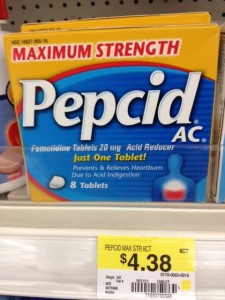 MAXIMUM STRENGTH
Pepcid
AC®
Famotidine Tablets 20 mg Acid Reducer
Just One Tablet!
Prevents & Relieves Heartburn
Due to Acid Indigestion
8 Tablets
PEPCID MAX STR 8CT
8CT
$4.38